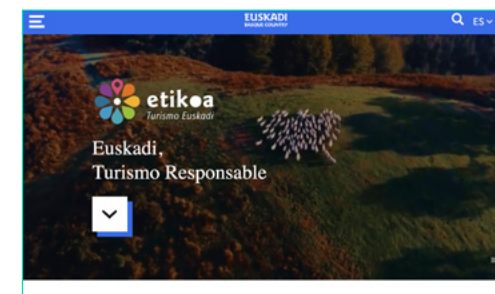 EUSKADI
BASQUE COUNTRY
ES
etikoa
Turismo Euskadi
Euskadi,
Turismo Responsable